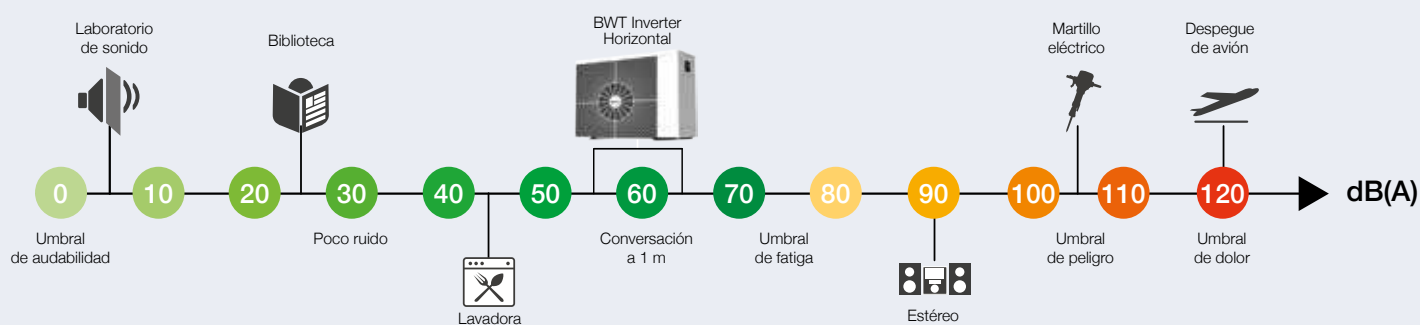 Laboratorio
de sonido
Biblioteca
BWT Inverter
Horizontal
Martillo
eléctrico
Despegue
de avión
0
10
20
30
40
50
60
70
80
90
100
110
120
dB(A)
Umbral
de audabilidad
Poco ruido
Conversación
a 1 m
Umbral
de fatiga
Umbral
de peligro
Umbral
de dolor
Lavadora
Estéreo